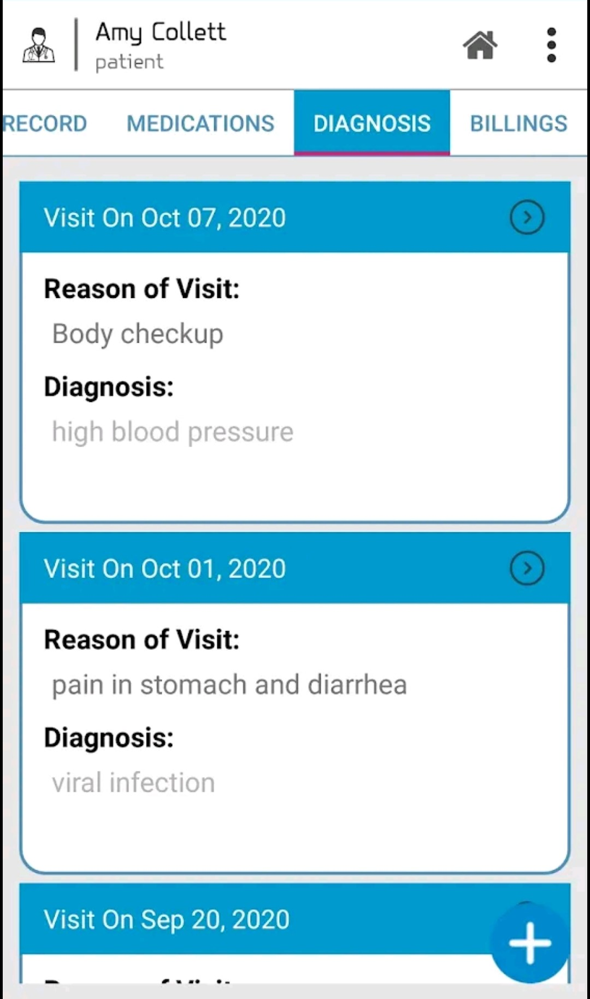 Amy Collett
patient
RECORD MEDICATIONS DIAGNOSIS BILLINGS
Visit On Oct 07, 2020
Reason of Visit:
Body checkup
Diagnosis:
high blood pressure
Visit On Oct 01, 2020
Reason of Visit:
pain in stomach and diarrhea
Diagnosis:
viral infection
Visit On Sep 20, 2020